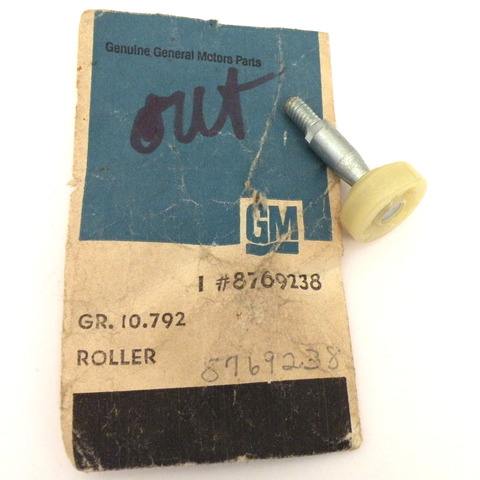 Genuine General Motors Parts
out
GM
1 #8769238
GR. 10.792
ROLLER
8769238